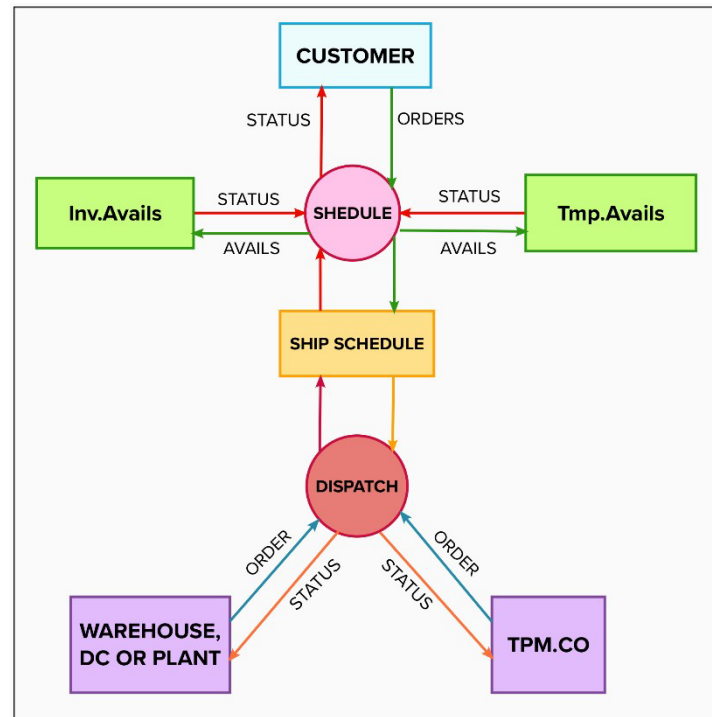 CUSTOMER
STATUS
ORDERS
Inv.Avails
STATUS
SHEDULE
STATUS
Tmp.Avails
AVAILS
AVAILS
SHIP SCHEDULE
DISPATCH
ORDER
STATUS
STATUS
ORDER
WAREHOUSE,
DC OR PLANT
TPM.CO